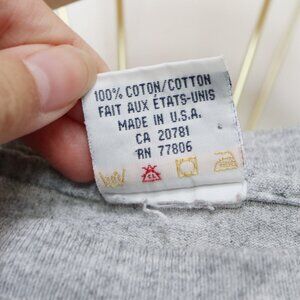 100% COTON/COTTON
FAIT AUX ÉTATS-UNIS
MADE IN U.S.A.
CA 20781
RN 77806